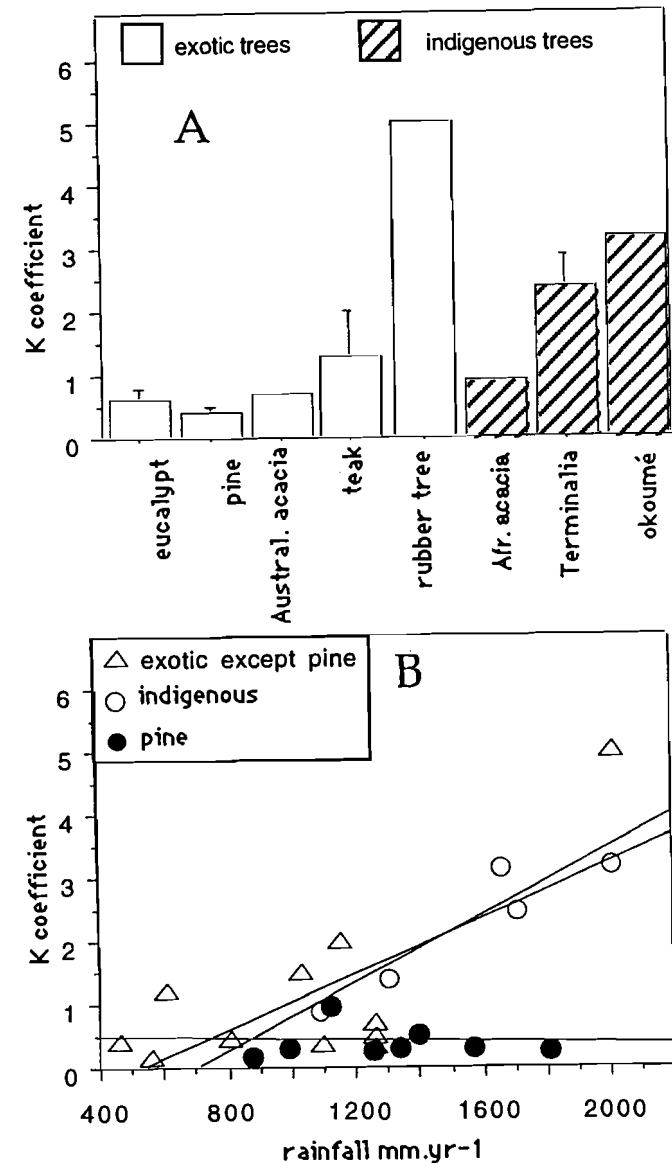 exotic trees
indigenous trees
A
K coefficient
6
5
4
3
2
1
0
eucalypt
pine
Austral. acacia
teak
rubber tree
Afr. acacia
Terminalia
okoumé
B
exotic except pine
indigenous
pine
K coefficient
6
5
4
3
2
1
0
400
800
1200
1600
2000
rainfall mm.yr-1